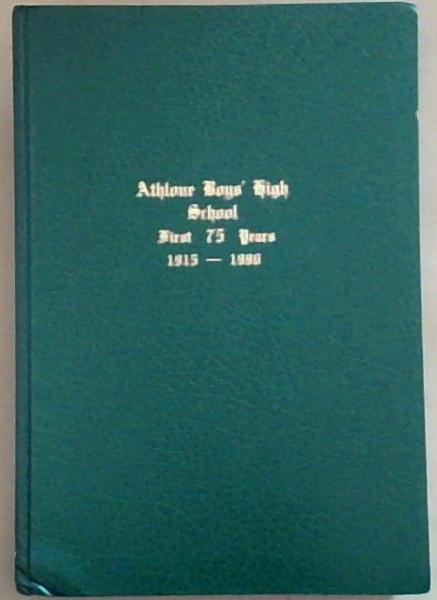 Athlone Boys' High
School
First 75 Years
1915 — 1990